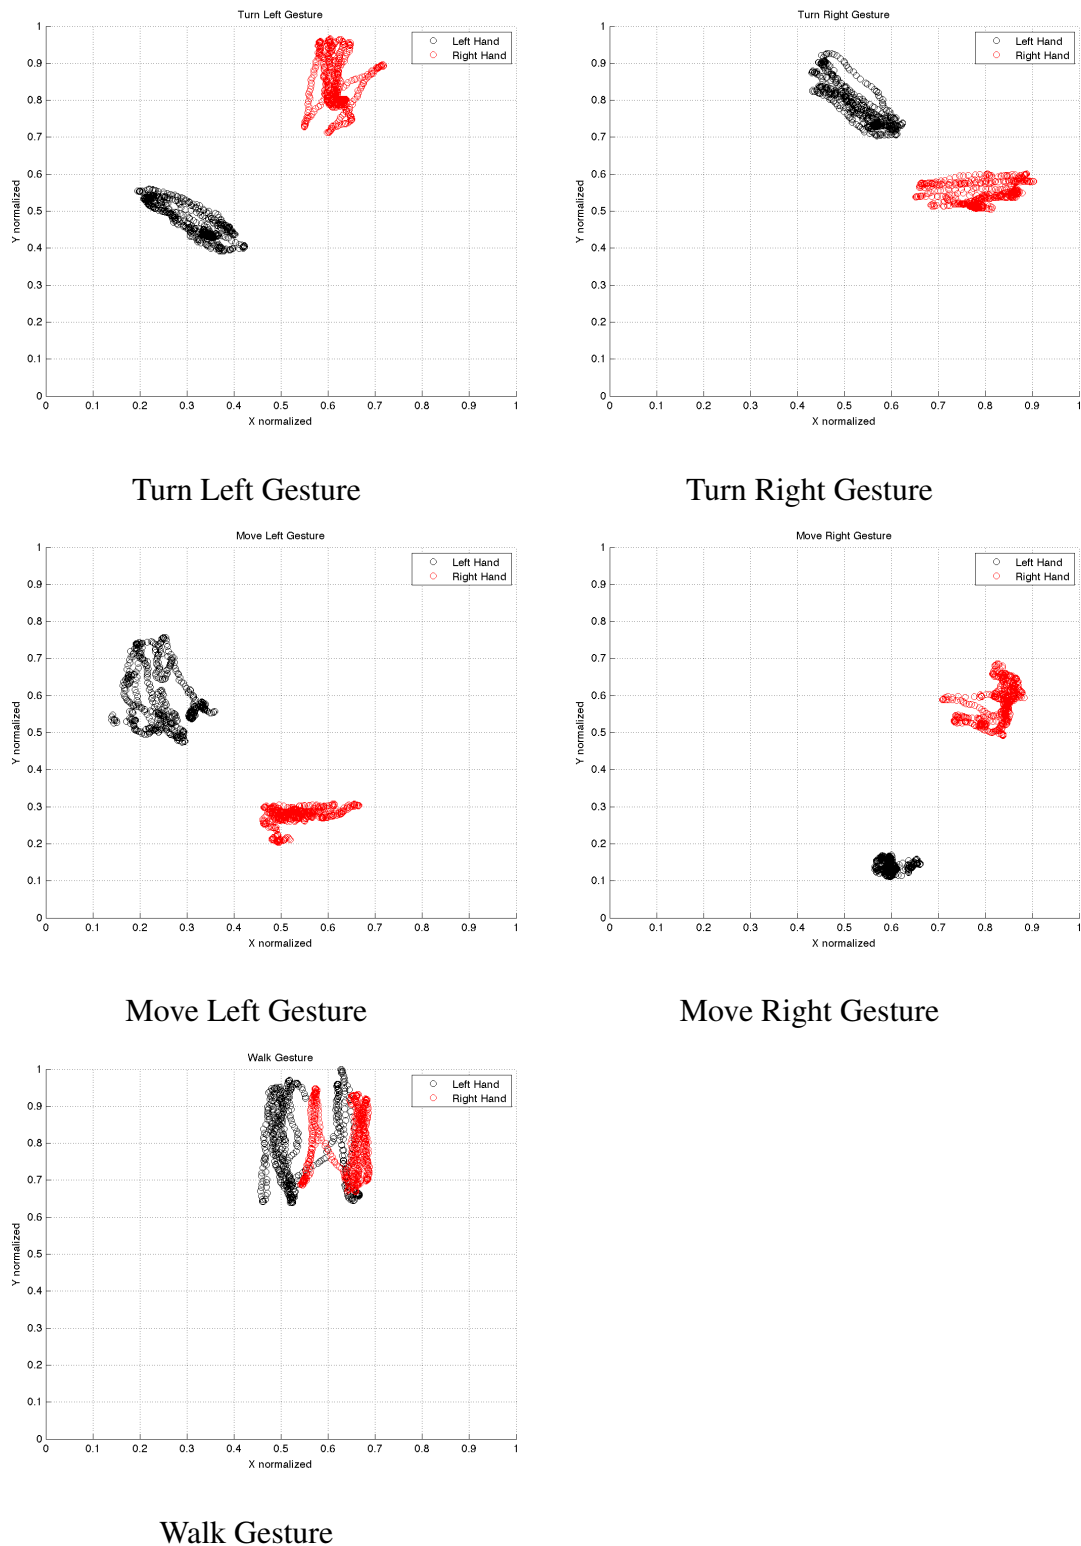 Turn Left Gesture
Left Hand
Right Hand
1
0.9
0.8
0.7
0.6
0.5
0.4
0.3
0.2
0.1
0
Y normalized
0 0.1 0.2 0.3 0.4 0.5 0.6 0.7 0.8 0.9 1
X normalized
Turn Left Gesture
Turn Right Gesture
Left Hand
Right Hand
1
0.9
0.8
0.7
0.6
0.5
0.4
0.3
0.2
0.1
0
Y normalized
0 0.1 0.2 0.3 0.4 0.5 0.6 0.7 0.8 0.9 1
X normalized
Turn Right Gesture
Move Left Gesture
Left Hand
Right Hand
1
0.9
0.8
0.7
0.6
0.5
0.4
0.3
0.2
0.1
0
Y normalized
0 0.1 0.2 0.3 0.4 0.5 0.6 0.7 0.8 0.9 1
X normalized
Move Left Gesture
Move Right Gesture
Left Hand
Right Hand
1
0.9
0.8
0.7
0.6
0.5
0.4
0.3
0.2
0.1
0
Y normalized
0 0.1 0.2 0.3 0.4 0.5 0.6 0.7 0.8 0.9 1
X normalized
Move Right Gesture
Walk Gesture
Left Hand
Right Hand
1
0.9
0.8
0.7
0.6
0.5
0.4
0.3
0.2
0.1
0
Y normalized
0 0.1 0.2 0.3 0.4 0.5 0.6 0.7 0.8 0.9 1
X normalized
Walk Gesture